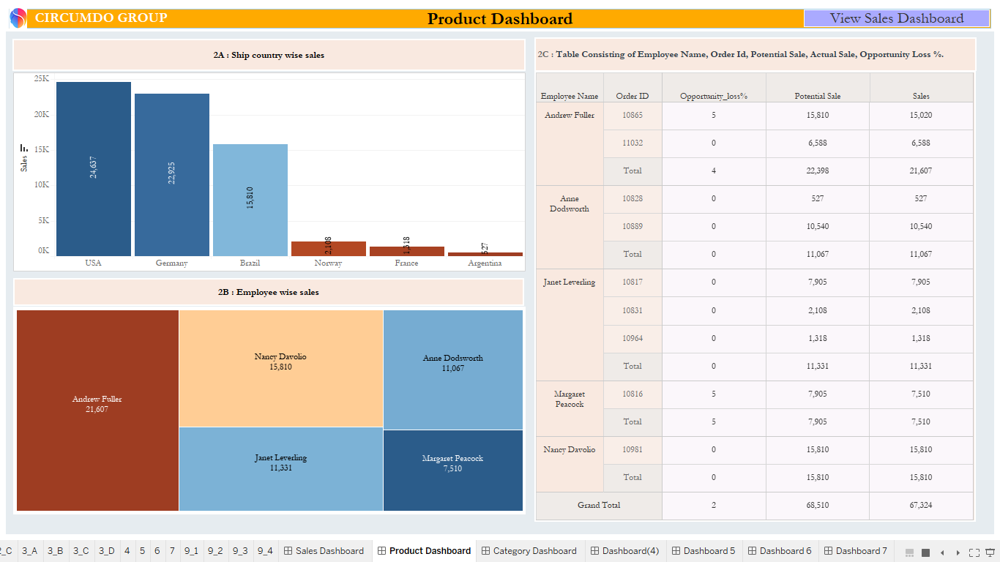 CIRCUMDO GROUP
Product Dashboard
View Sales Dashboard
2A : Ship country wise sales
25K
20K
15K
10K
5K
0K
Sales
24,637
22,925
15,810
2,108
1,318
527
USA Germany Brazil Norway France Argentina
2B : Employee wise sales
Andrew Fuller
21,607
Nancy Davolio
15,810
Anne Dodsworth
11,067
Janet Leverling
11,331
Margaret Peacock
7,510
2C : Table Consisting of Employee Name, Order Id, Potential Sale, Actual Sale, Opportunity Loss %.
Employee Name Order ID Opportunity_loss% Potential Sale Sales
Andrew Fuller 10865 5 15,810 15,020
11032 0 6,588 6,588
Total 4 22,398 21,607
Anne
Dodsworth
10828 0 527 527
10889 0 10,540 10,540
Total 0 11,067 11,067
Janet Leverling 10817 0 7,905 7,905
10831 0 2,108 2,108
10964 0 1,318 1,318
Total 0 11,331 11,331
Margaret
Peacock
10816 5 7,905 7,510
Total 5 7,905 7,510
Nancy Davolio 10981 0 15,810 15,810
Total 0 15,810 15,810
Grand Total 2 68,510 67,324
2_C 3_A 3_B 3_C 3_D 4 5 6 7 9_1 9_2 9_3 9_4 Sales Dashboard Product Dashboard Category Dashboard Dashboard(4) Dashboard 5 Dashboard 6 Dashboard 7